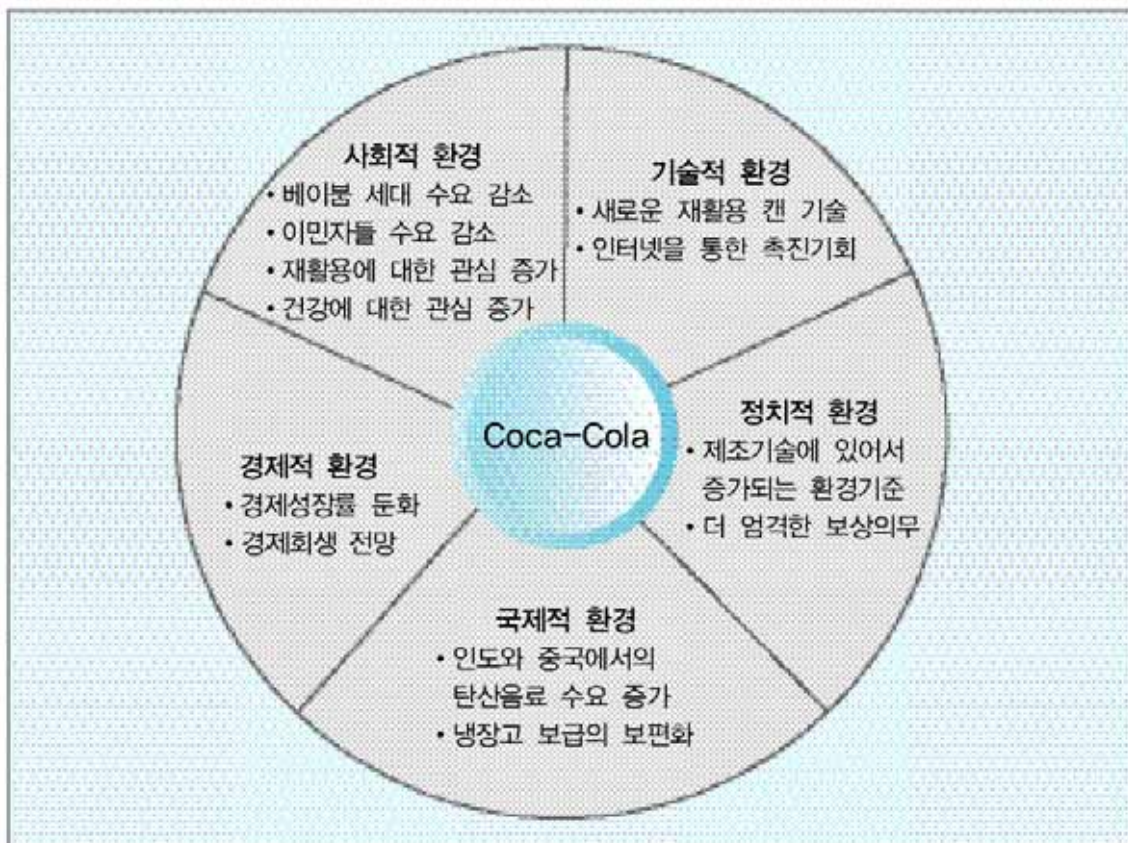 사회적 환경
• 베이붐 세대 수요 감소
• 이민자들 수요 감소
• 재활용에 대한 관심 증가
• 건강에 대한 관심 증가
기술적 환경
• 새로운 재활용 캔 기술
• 인터넷을 통한 촉진기회
정치적 환경
• 제조기술에 있어서
증가되는 환경기준
• 더 엄격한 보상의무
Coca-Cola
경제적 환경
• 경제성장률 둔화
• 경제회생 전망
국제적 환경
• 인도와 중국에서의
탄산음료 수요 증가
• 냉장고 보급의 보편화